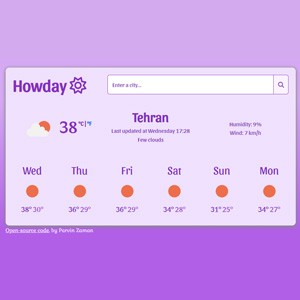 Howday
Enter a city...
38°
°C|°F
Tehran
Last updated at Wednesday 17:28
Few clouds
Humidity: 9%
Wind: 7 km/h
Wed Thu Fri Sat Sun Mon
38° 30° 36° 29° 36° 29° 34° 28° 31° 25° 34° 27°
Open source code, by Parvin Zaman